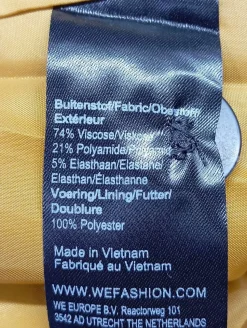 Buitenstof/Fabric/Oberstoff/
Extérieur
74% Viscose/Viskose
21% Polyamide/Polyamid
5% Elasthaan/Elastane/
Elasthan/Élasthanne
Voering/Lining/Futter/
Doublure
100% Polyester
Made in Vietnam
Fabriqué au Vietnam
WWW.WEFASHION.COM
WE EUROPE B.V. Reactorweg 101
3542 AD UTRECHT THE NETHERLANDS